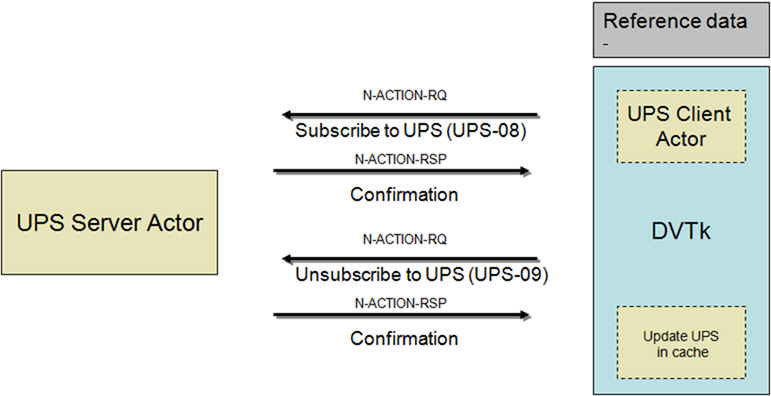 Reference data
-
N-ACTION-RQ
Subscribe to UPS (UPS-08)
UPS Client
Actor
N-ACTION-RSP
Confirmation
UPS Server Actor
DVTk
N-ACTION-RQ
Unsubscribe to UPS (UPS-09)
N-ACTION-RSP
Confirmation
Update UPS
in cache